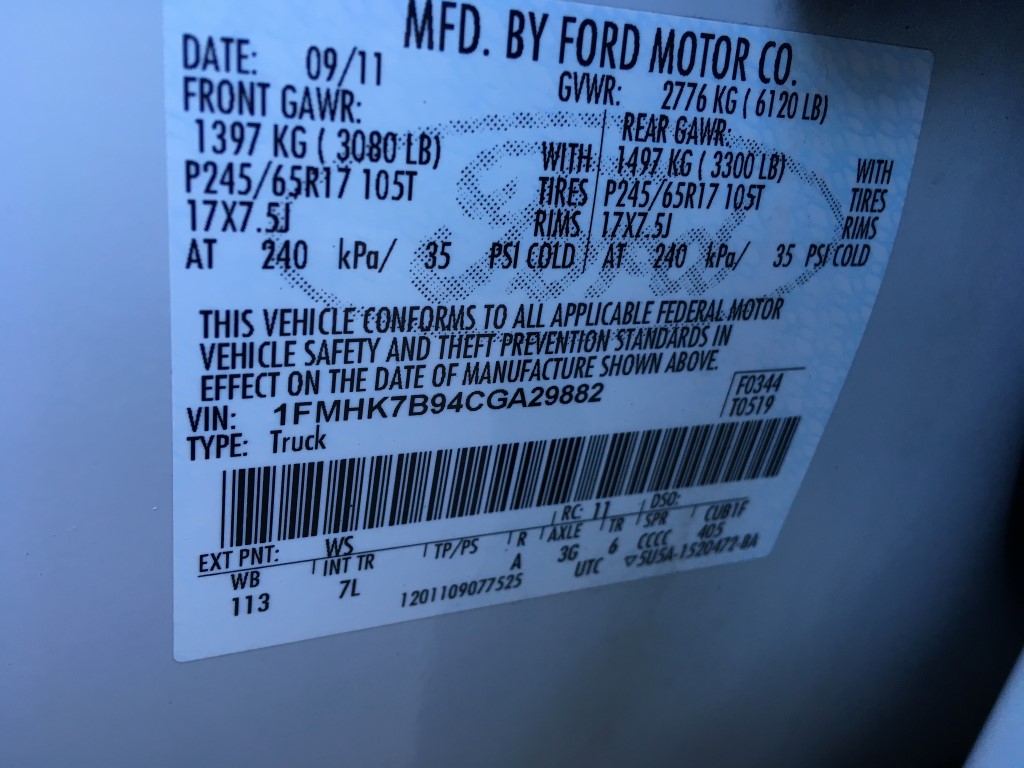 MFD. BY FORD MOTOR CO.
DATE: 09/11 GVWR: 2776 KG ( 6120 LB)
FRONT GAWR: REAR GAWR:
1397 KG ( 3080 LB) WITH 1497 KG ( 3300 LB) WITH
P245/65R17 105T TIRES P245/65R17 105T TIRES
17X7.5J RIMS 17X7.5J RIMS
AT 240 kPa/ 35 PSI COLD AT 240 kPa/ 35 PSI COLD
Ford
THIS VEHICLE CONFORMS TO ALL APPLICABLE FEDERAL MOTOR
VEHICLE SAFETY AND THEFT PREVENTION STANDARDS IN
EFFECT ON THE DATE OF MANUFACTURE SHOWN ABOVE.
VIN: 1FMHK7B94CGA29882 F0344
TYPE: Truck T0519
EXT PNT: WS RC: 11 DSO: CUB1F
WB INT TR TP/PS R AXLE TR SPR 405
113 7L A 3G 6 CCCC
1201109077525 UTC ▽5U5A-1520472-BA